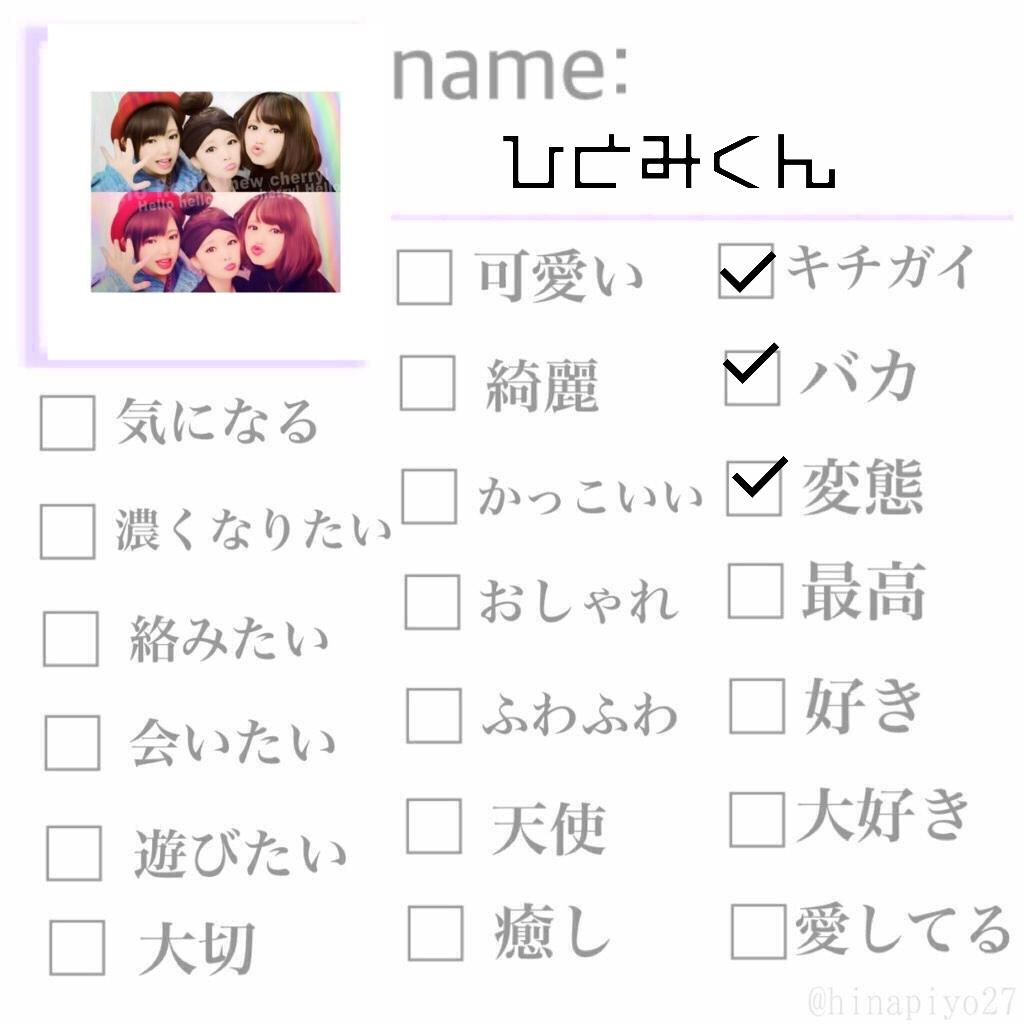 name:
ひとみくん
new cherry
Hello hello
cherry! Hello
気になる
濃くなりたい
絡みたい
会いたい
遊びたい
大切
可愛い
綺麗
かっこいい
おしゃれ
ふわふわ
天使
癒し
キチガイ
バカ
変態
最高
好き
大好き
愛してる
@hinapiyo27